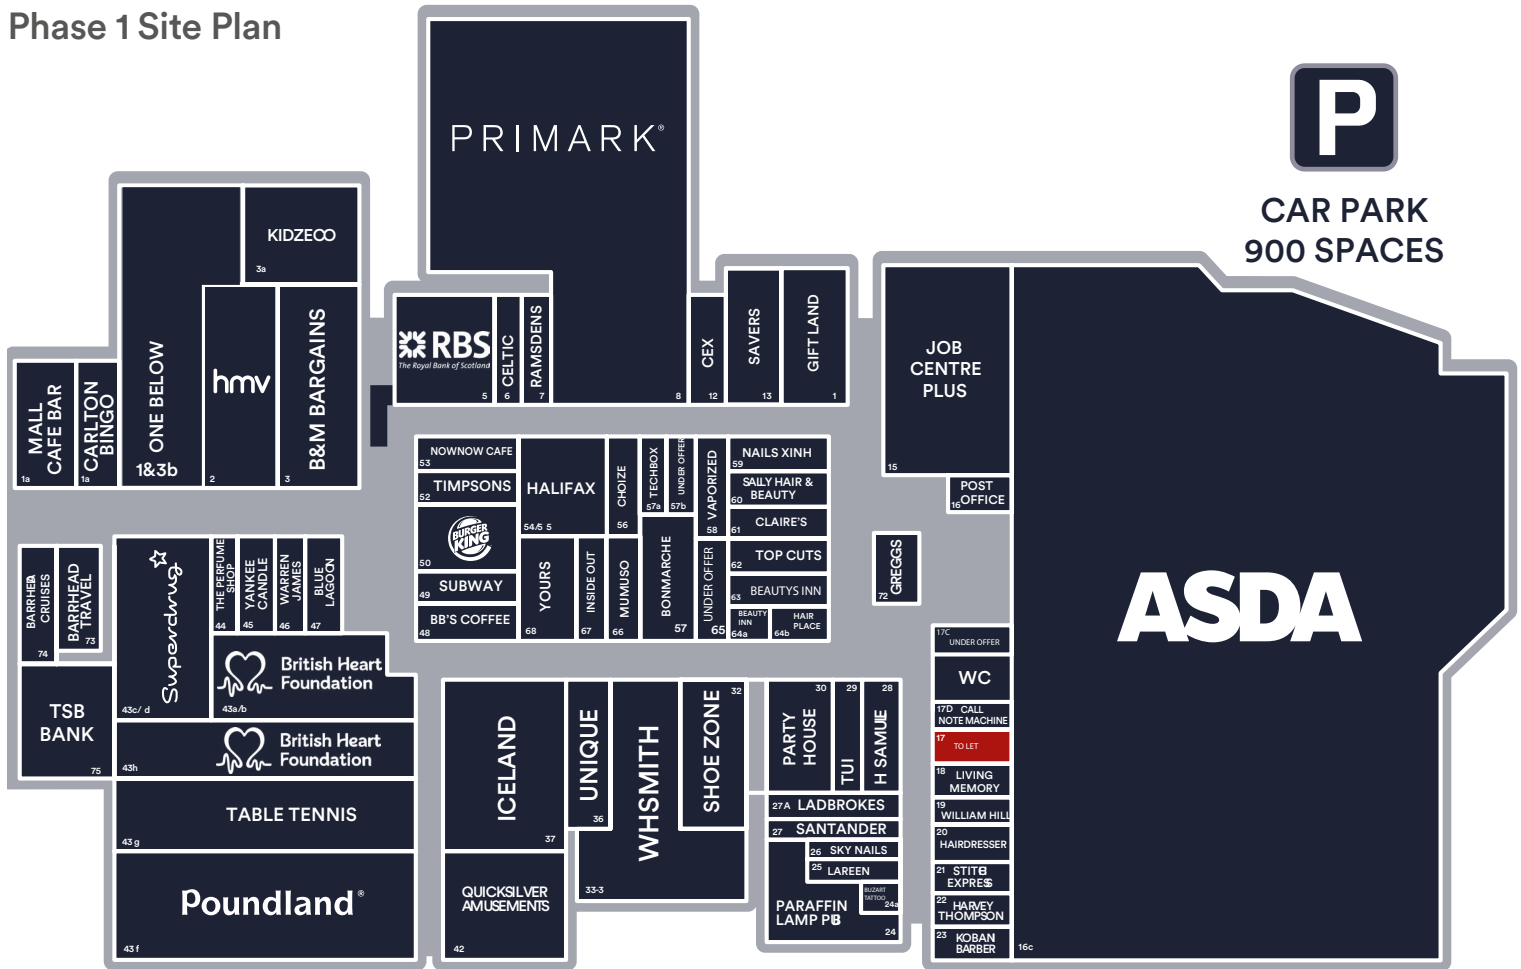 Phase 1 Site Plan
PRIMARK®
P
CAR PARK
900 SPACES
KIDZECO
3a
ONE BELOW
1&3b
hmv
2
B&M BARGAINS
3
MALL
CAFE BAR
1a
CARLTON
BINGO
1a
RBS
The Royal Bank of Scotland
5
CELTIC
6
RAMSDENS
7
8
CEX
12
SAVERS
13
GIFT LAND
1
JOB
CENTRE
PLUS
15
POST
OFFICE
16
ASDA
16c
NOWNOW CAFE
53
TIMPSONS
52
BURGER
KING
50
SUBWAY
49
BB'S COFFEE
48
HALIFAX
54/5 5
CHOIZE
56
TECHBOX
57a
UNDER OFFER
57b
VAPORIZED
58
NAILS XINH
59
SALLY HAIR &
BEAUTY
60
CLAIRE'S
61
TOP CUTS
62
BEAUTYS INN
63
BEAUTY
INN
64a
HAIR
PLACE
64b
YOURS
68
INSIDE OUT
67
MUMUSO
66
BONMARCHE
57
UNDER OFFER
65
GREGGS
72
BARRHEAD
CRUISES
74
BARRHEAD
TRAVEL
73
TSB
BANK
75
Superdrug
43c/ d
THE PERFUME
SHOP
44
YANKEE
CANDLE
45
WARREN
JAMES
46
BLUE
LAGOON
47
British Heart
Foundation
43a/b
British Heart
Foundation
43h
TABLE TENNIS
43 g
Poundland®
43 f
ICELAND
37
UNIQUE
36
WHSMITH
33-3
SHOE ZONE
32
QUICKSILVER
AMUSEMENTS
42
PARTY
HOUSE
30
TUI
29
H SAMUEL
28
27A LADBROKES
27 SANTANDER
26 SKY NAILS
25 LAREEN
BUZART
TATTOO
24a
PARAFFIN
LAMP PUB
24
17C
UNDER OFFER
WC
17D CALL
NOTE MACHINE
17
TO LET
18 LIVING
MEMORY
19
WILLIAM HILL
20
HAIRDRESSER
21 STITCH
EXPRESS
22 HARVEY
THOMPSON
23 KOBAN
BARBER